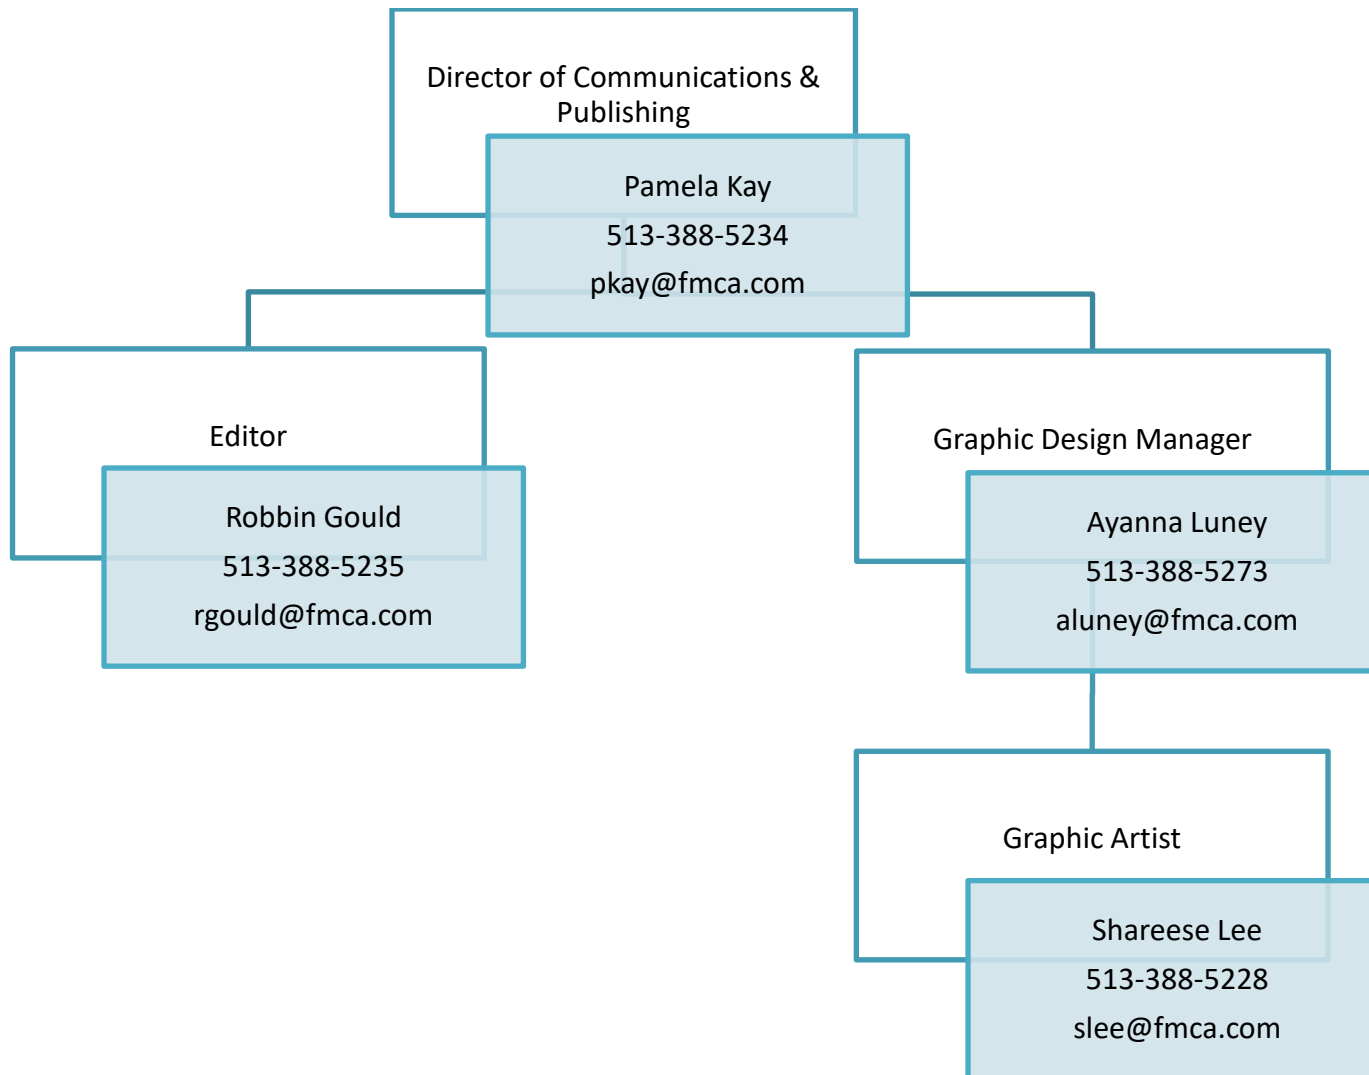 Director of Communications &
Publishing
Pamela Kay
513-388-5234
pkay@fmca.com
Editor
Robbin Gould
513-388-5235
rgould@fmca.com
Graphic Design Manager
Ayanna Luney
513-388-5273
aluney@fmca.com
Graphic Artist
Shareese Lee
513-388-5228
slee@fmca.com